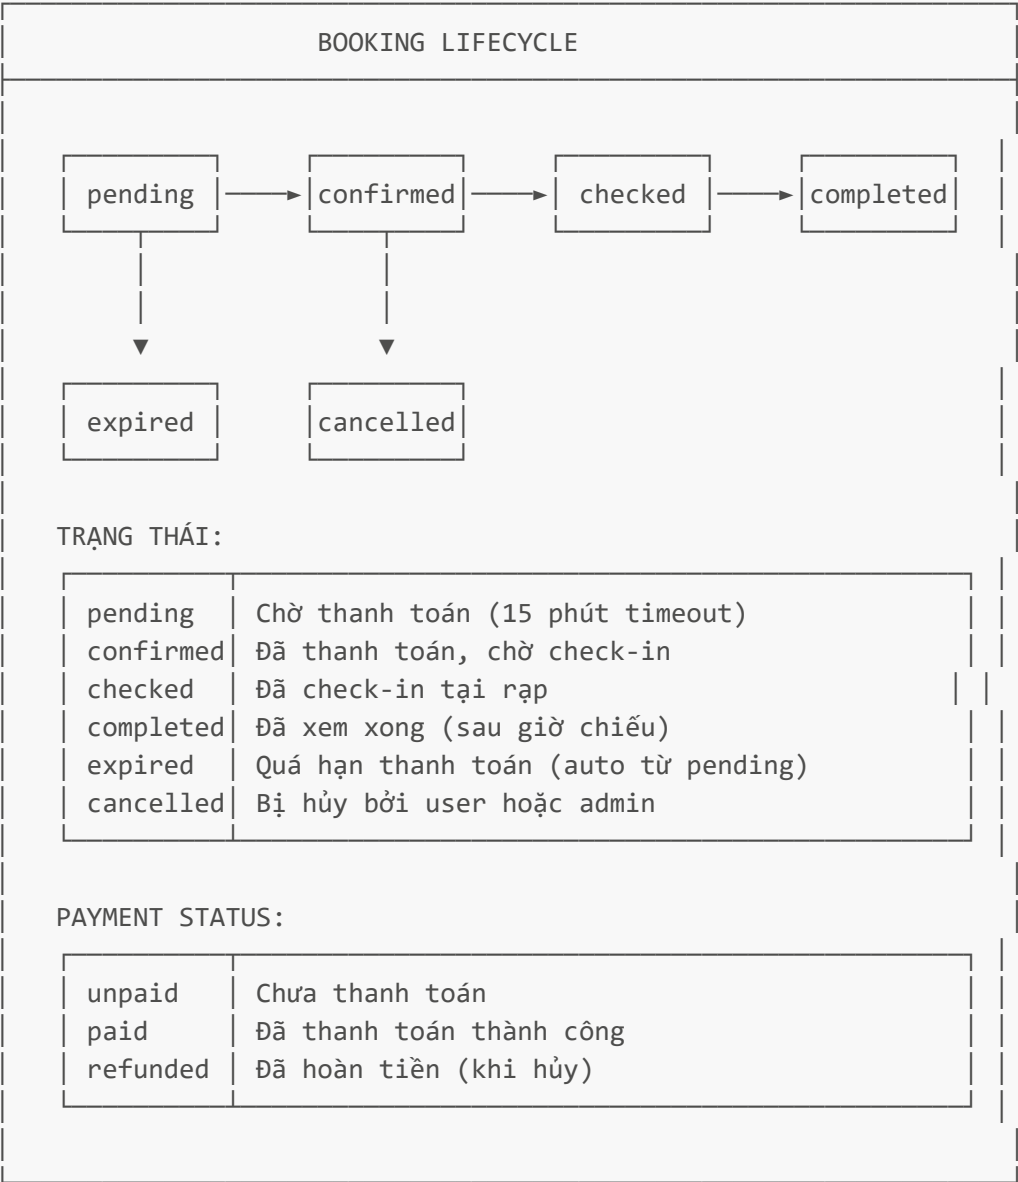 BOOKING LIFECYCLE
pending confirmed checked completed
expired cancelled
TRẠNG THÁI:
pending Chờ thanh toán (15 phút timeout)
confirmed Đã thanh toán, chờ check-in
checked Đã check-in tại rạp
completed Đã xem xong (sau giờ chiếu)
expired Quá hạn thanh toán (auto từ pending)
cancelled Bị hủy bởi user hoặc admin
PAYMENT STATUS:
unpaid Chưa thanh toán
paid Đã thanh toán thành công
refunded Đã hoàn tiền (khi hủy)